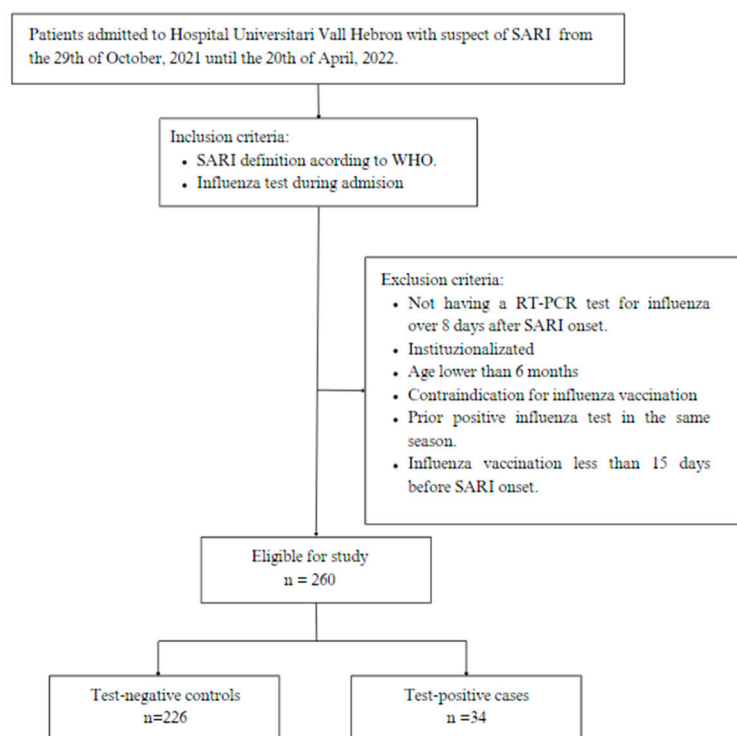 Patients admitted to Hospital Universitari Vall Hebron with suspect of SARI from
the 29th of October, 2021 until the 20th of April, 2022.
Inclusion criteria:
• SARI definition acording to WHO.
• Influenza test during admision
Exclusion criteria:
• Not having a RT-PCR test for influenza
over 8 days after SARI onset.
• Instituzionalizated
• Age lower than 6 months
• Contraindication for influenza vaccination
• Prior positive influenza test in the same
season.
• Influenza vaccination less than 15 days
before SARI onset.
Eligible for study
n = 260
Test-negative controls
n=226
Test-positive cases
n =34